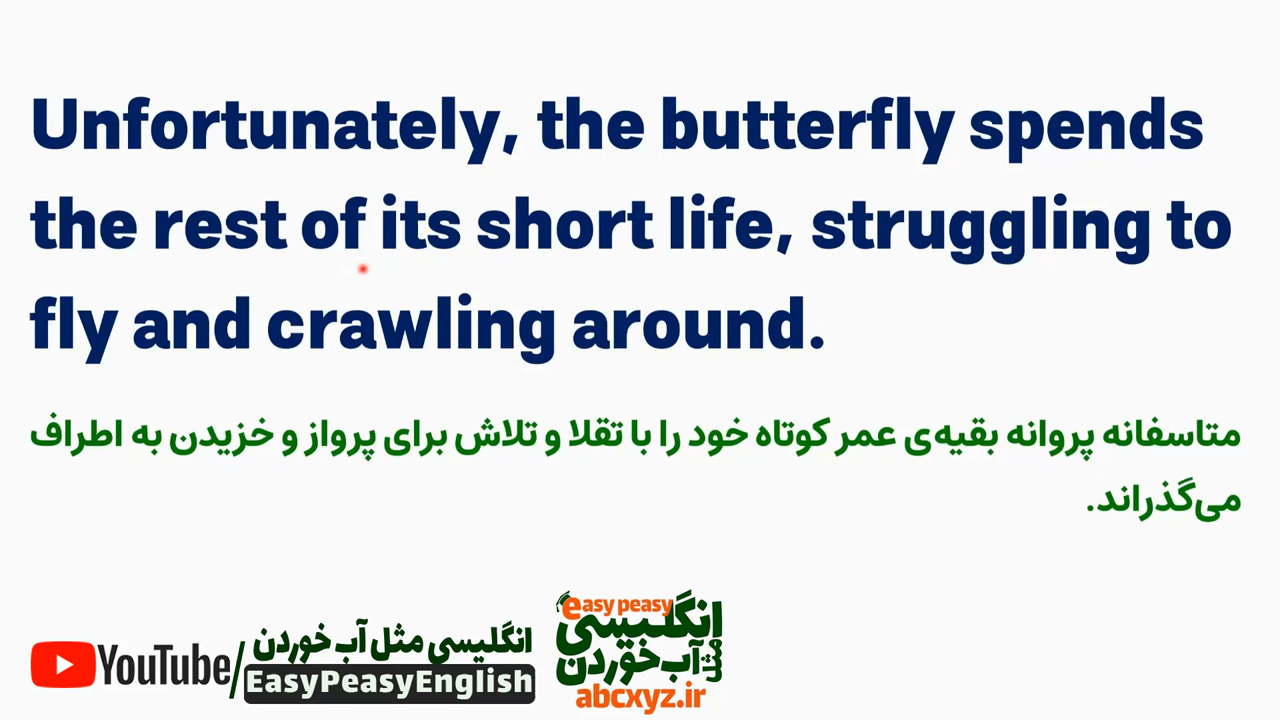 Unfortunately, the butterfly spends
the rest of its short life, struggling to
fly and crawling around.
متاسفانه پروانه بقیه‌ی عمر کوتاه خود را با تقلا و تلاش برای پرواز و خزیدن به اطراف
می‌گذراند.
YouTube/انگلیسی مثل آب خوردن
EasyPeasyEnglish
easy peasy
انگلیسی
مثل آب خوردن
abcxyz.ir